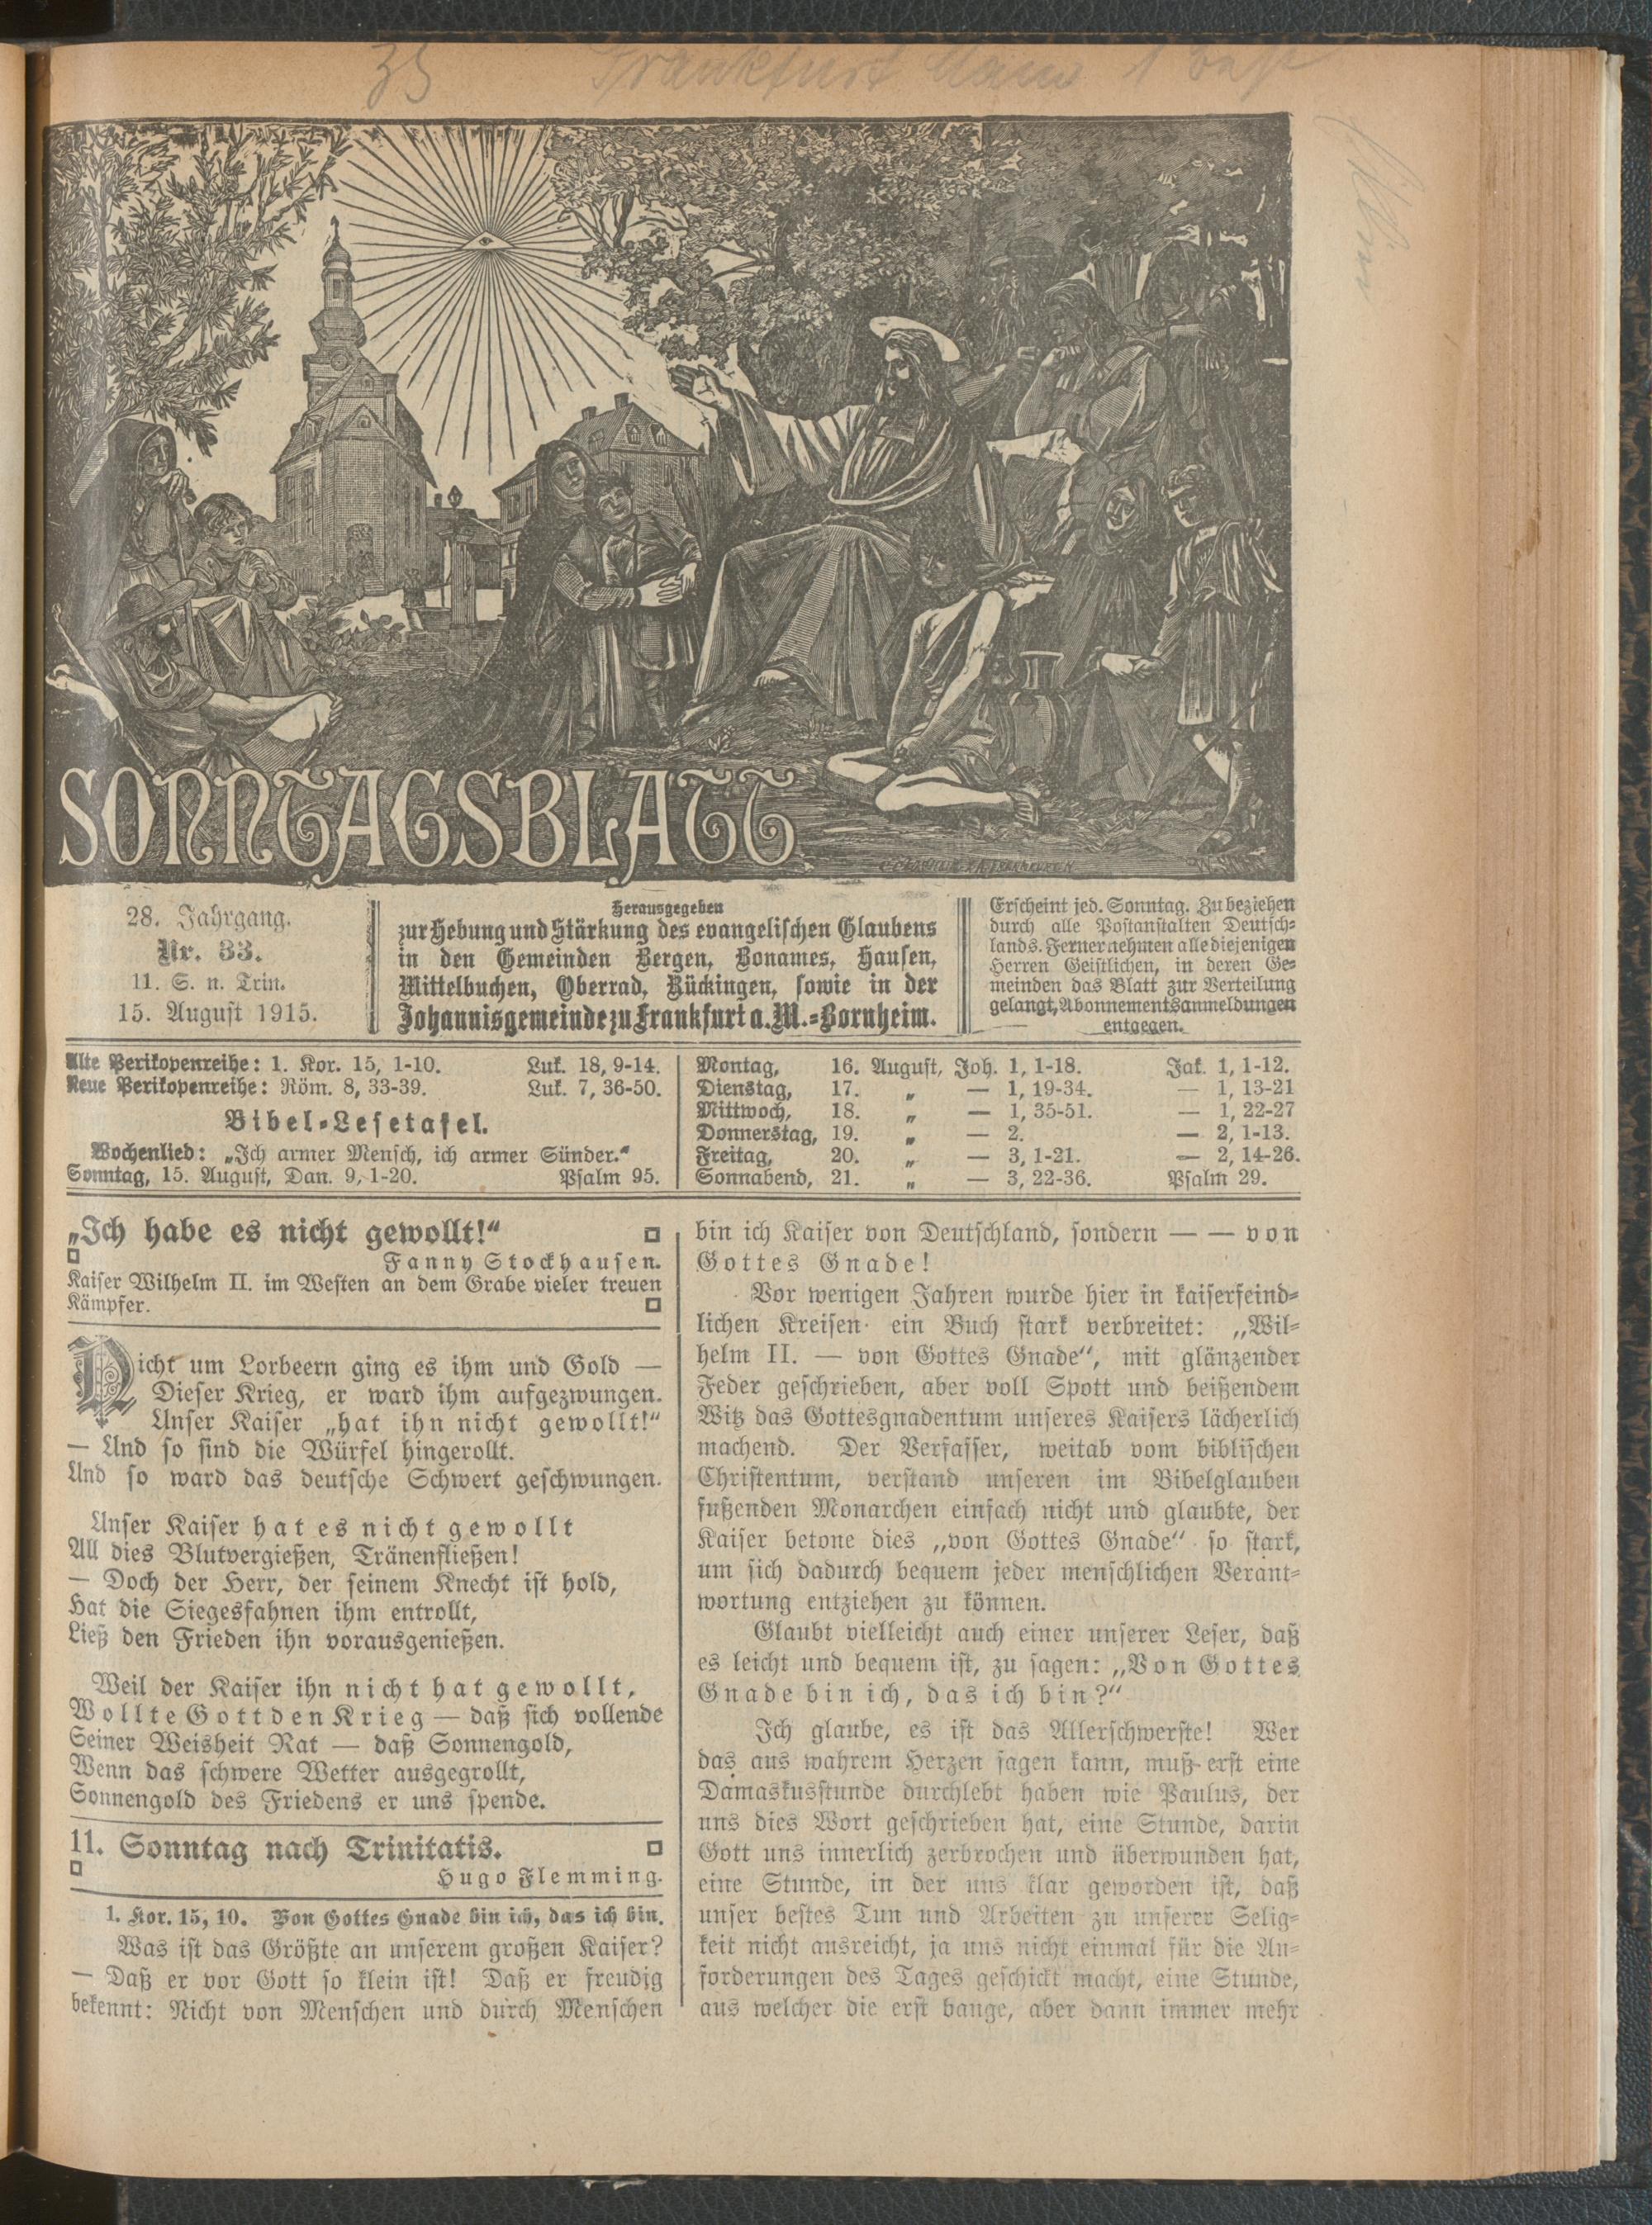 35 Frankfurt Main 1
SONNTAGSBLATT
28. Jahrgang.
Nr. 33.
11. S. n. Trin.
15. August 1915.
Herausgegeben
zur Hebung und Stärkung des evangelischen Glaubens
in den Gemeinden Bergen, Bonames, Hausen,
Mittelbuchen, Oberrad, Rückingen, sowie in der
Johannisgemeinde zu Frankfurt a. M.=Bornheim.
Erscheint jed. Sonntag. Zu beziehen
durch alle Postanstalten Deutsch=
lands. Ferner nehmen alle diejenigen
Herren Geistlichen, in deren Ge=
meinden das Blatt zur Verteilung
gelangt, Abonnementsanmeldungen
entgegen.
Alte Perikopenreihe: 1. Kor. 15, 1-10. Luk. 18, 9-14.
Neue Perikopenreihe: Röm. 8, 33-39. Luk. 7, 36-50.
Bibel=Lesetafel.
Wochenlied: „Ich armer Mensch, ich armer Sünder.“
Sonntag, 15. August, Dan. 9, 1-20. Psalm 95.
Montag, 16. August, Joh. 1, 1-18. Jak. 1, 1-12.
Dienstag, 17. „ — 1, 19-34. — 1, 13-21
Mittwoch, 18. „ — 1, 35-51. — 1, 22-27
Donnerstag, 19. „ — 2. — 2, 1-13.
Freitag, 20. „ — 3, 1-21. — 2, 14-26.
Sonnabend, 21. „ — 3, 22-36. Psalm 29.
„Ich habe es nicht gewollt!“
Fanny Stockhausen.
Kaiser Wilhelm II. im Westen an dem Grabe vieler treuen
Kämpfer.
Nicht um Lorbeern ging es ihm und Gold —
Dieser Krieg, er ward ihm aufgezwungen.
Unser Kaiser „hat ihn nicht gewollt!“
— Und so sind die Würfel hingerollt.
Und so ward das deutsche Schwert geschwungen.
Unser Kaiser hat es nicht gewollt
All dies Blutvergießen, Tränenfließen!
— Doch der Herr, der seinem Knecht ist hold,
Hat die Siegesfahnen ihm entrollt,
Ließ den Frieden ihn vorausgenießen.
Weil der Kaiser ihn nicht hat gewollt,
Wollte Gott den Krieg — daß sich vollende
Seiner Weisheit Rat — daß Sonnengold,
Wenn das schwere Wetter ausgegrollt,
Sonnengold des Friedens er uns spende.
11. Sonntag nach Trinitatis.
Hugo Flemming.
1. Kor. 15, 10. Von Gottes Gnade bin ich, das ich bin.
Was ist das Größte an unserem großen Kaiser?
— Daß er vor Gott so klein ist! Daß er freudig
bekennt: Nicht von Menschen und durch Menschen
bin ich Kaiser von Deutschland, sondern — — von
Gottes Gnade!
Vor wenigen Jahren wurde hier in kaiserfeind=
lichen Kreisen ein Buch stark verbreitet: „Wil=
helm II. — von Gottes Gnade“, mit glänzender
Feder geschrieben, aber voll Spott und beißendem
Witz das Gottesgnadentum unseres Kaisers lächerlich
machend. Der Verfasser, weitab vom biblischen
Christentum, verstand unseren im Bibelglauben
fußenden Monarchen einfach nicht und glaubte, der
Kaiser betone dies „von Gottes Gnade“ so stark,
um sich dadurch bequem jeder menschlichen Verant=
wortung entziehen zu können.
Glaubt vielleicht auch einer unserer Leser, daß
es leicht und bequem ist, zu sagen: „Von Gottes
Gnade bin ich, das ich bin?“
Ich glaube, es ist das Allerschwerste! Wer
das aus wahrem Herzen sagen kann, muß erst eine
Damaskusstunde durchlebt haben wie Paulus, der
uns dies Wort geschrieben hat, eine Stunde, darin
Gott uns innerlich zerbrochen und überwunden hat,
eine Stunde, in der uns klar geworden ist, daß
unser bestes Tun und Arbeiten zu unserer Selig=
keit nicht ausreicht, ja uns nicht einmal für die An=
forderungen des Tages geschickt macht, eine Stunde,
aus welcher die erst bange, aber dann immer mehr